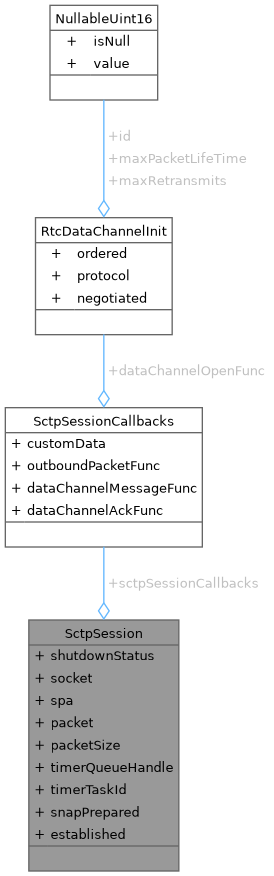 NullableUint16
+ isNull
+ value
+id
+maxPacketLifeTime
+maxRetransmits
RtcDataChannelInit
+ ordered
+ protocol
+ negotiated
+dataChannelOpenFunc
SctpSessionCallbacks
+ customData
+ outboundPacketFunc
+ dataChannelMessageFunc
+ dataChannelAckFunc
+sctpSessionCallbacks
SctpSession
+ shutdownStatus
+ socket
+ spa
+ packet
+ packetSize
+ timerQueueHandle
+ timerTaskId
+ snapPrepared
+ established